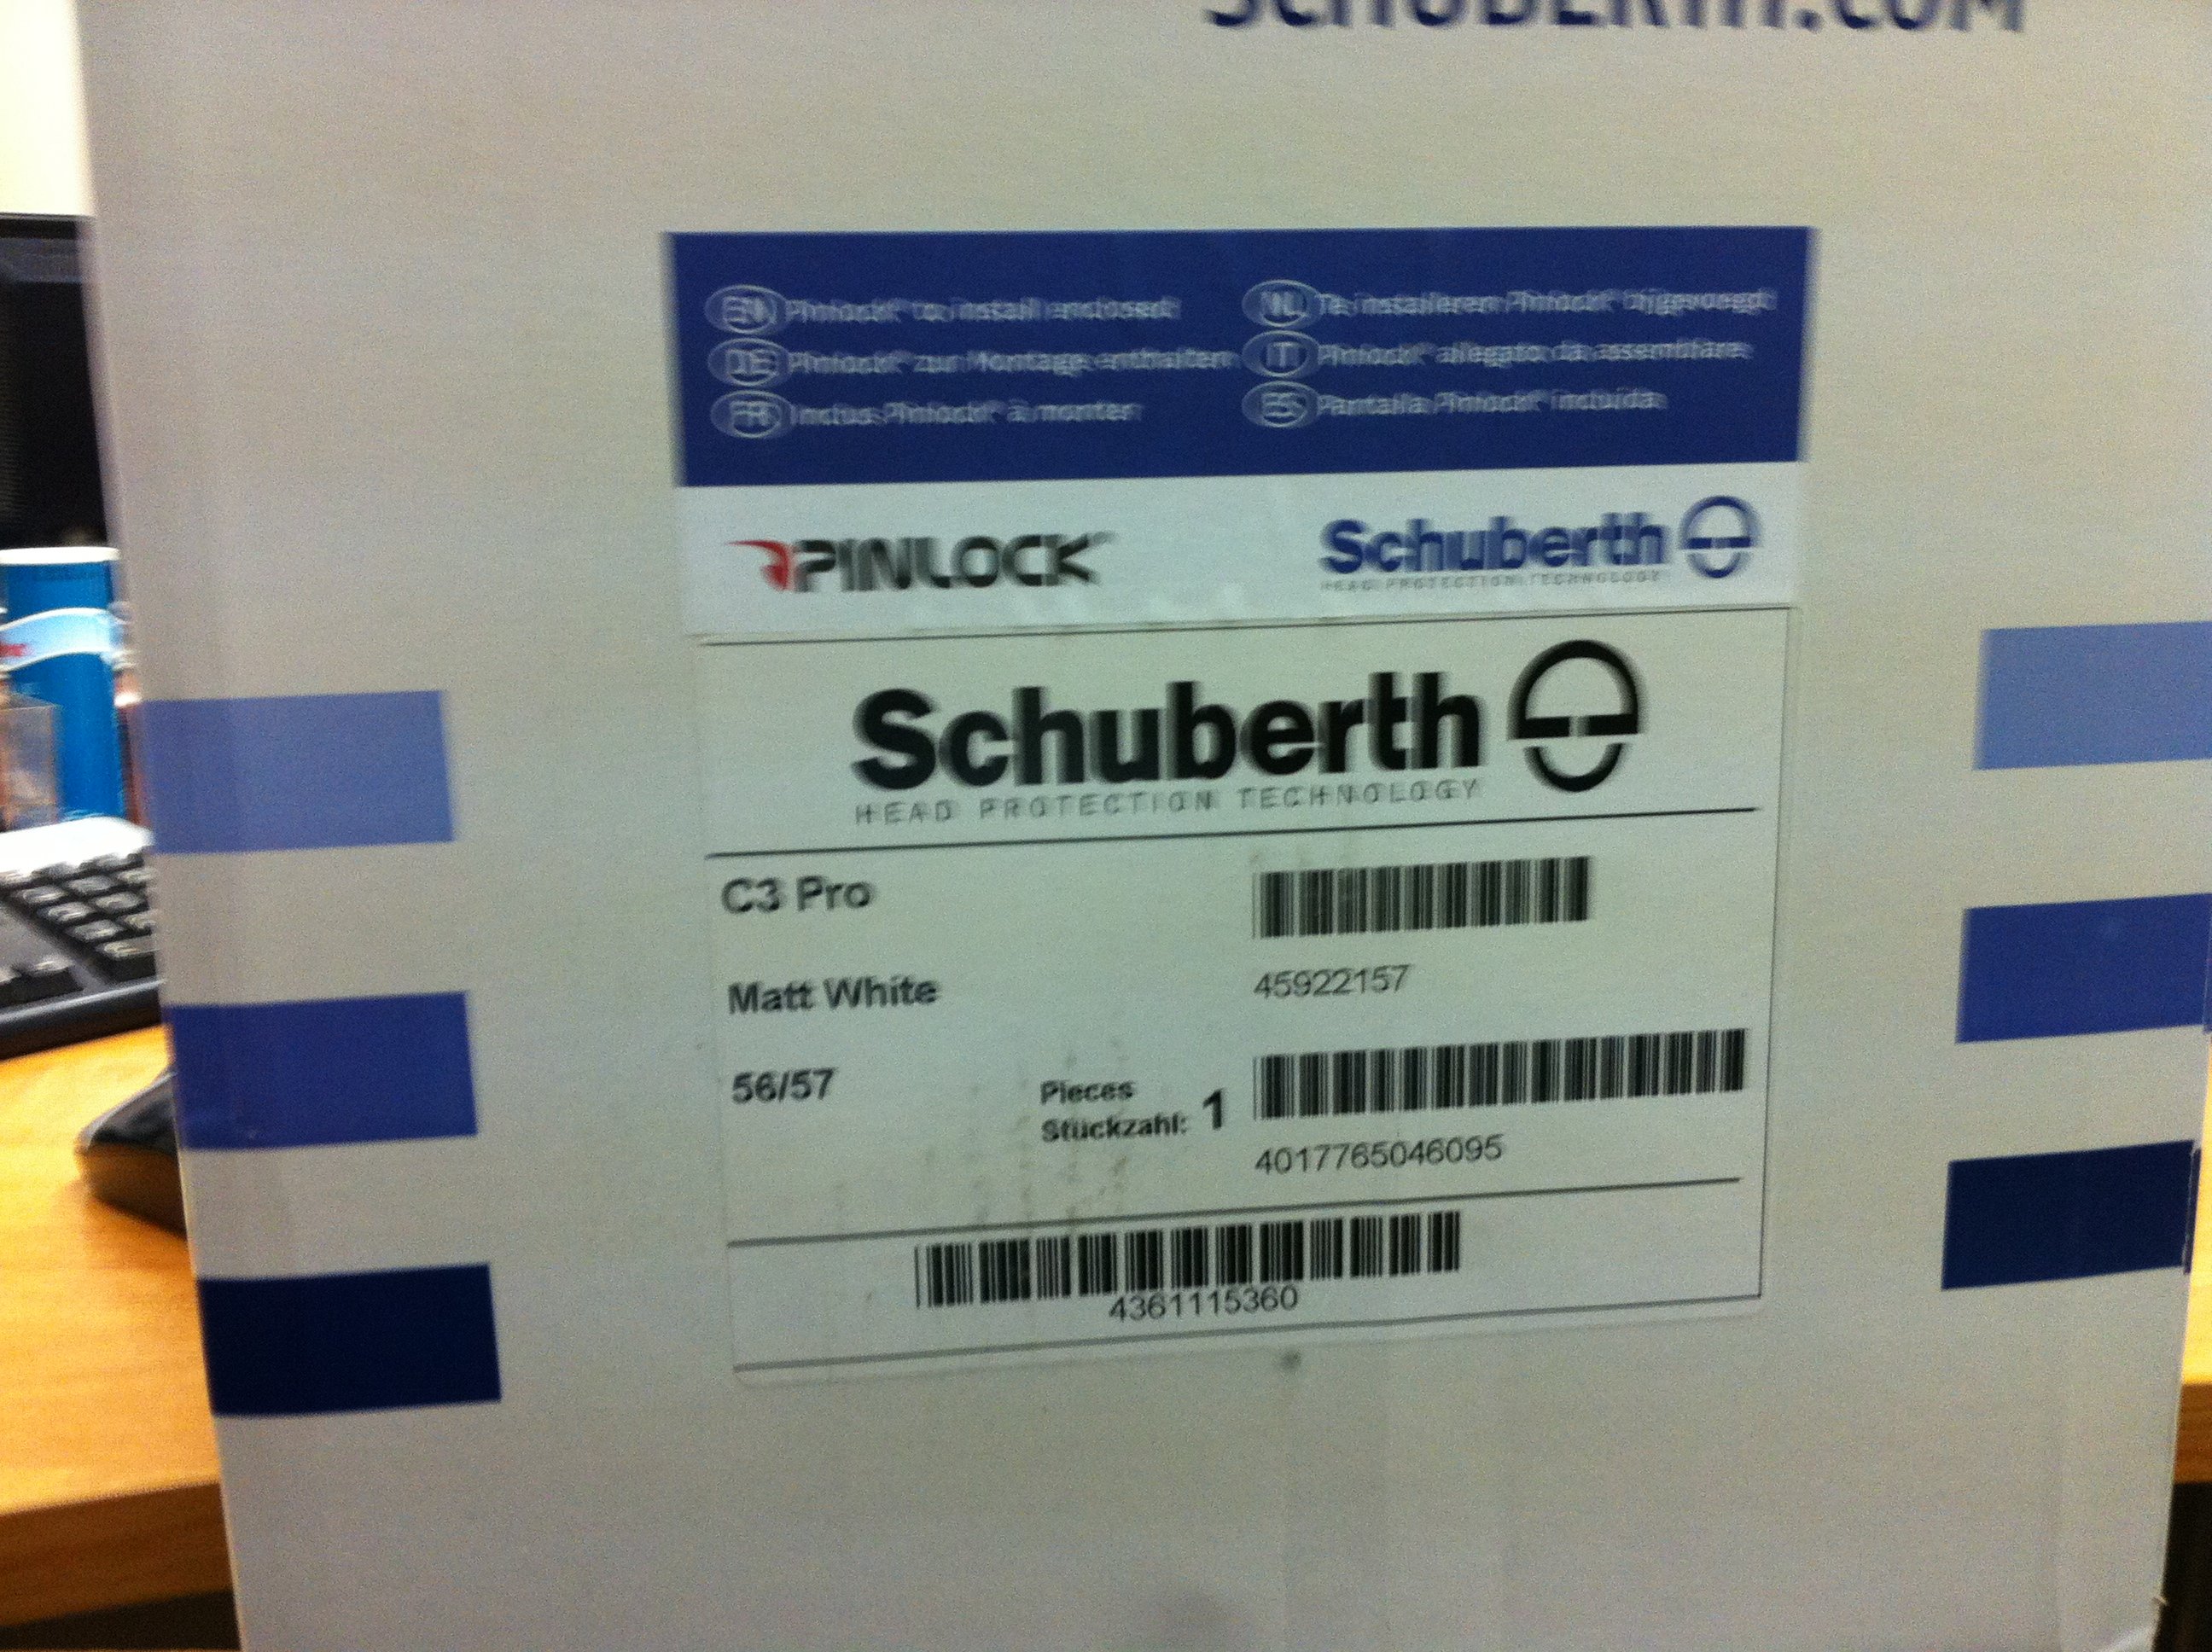 SCHUBERTH.COM
EN Pinlock® to install enclosed
DE Pinlock® zur Montage enthalten
FR Inclus Pinlock® à monter
NL Te installeren Pinlock® bijgevoegd
IT Pinlock® allegato da assemblare
ES Pantalla Pinlock® incluida
PINLOCK
Schuberth
HEAD PROTECTION TECHNOLOGY
Schuberth
HEAD PROTECTION TECHNOLOGY
C3 Pro
Matt White
45922157
56/57
Pieces
Stückzahl: 1
4017765046095
4361115360